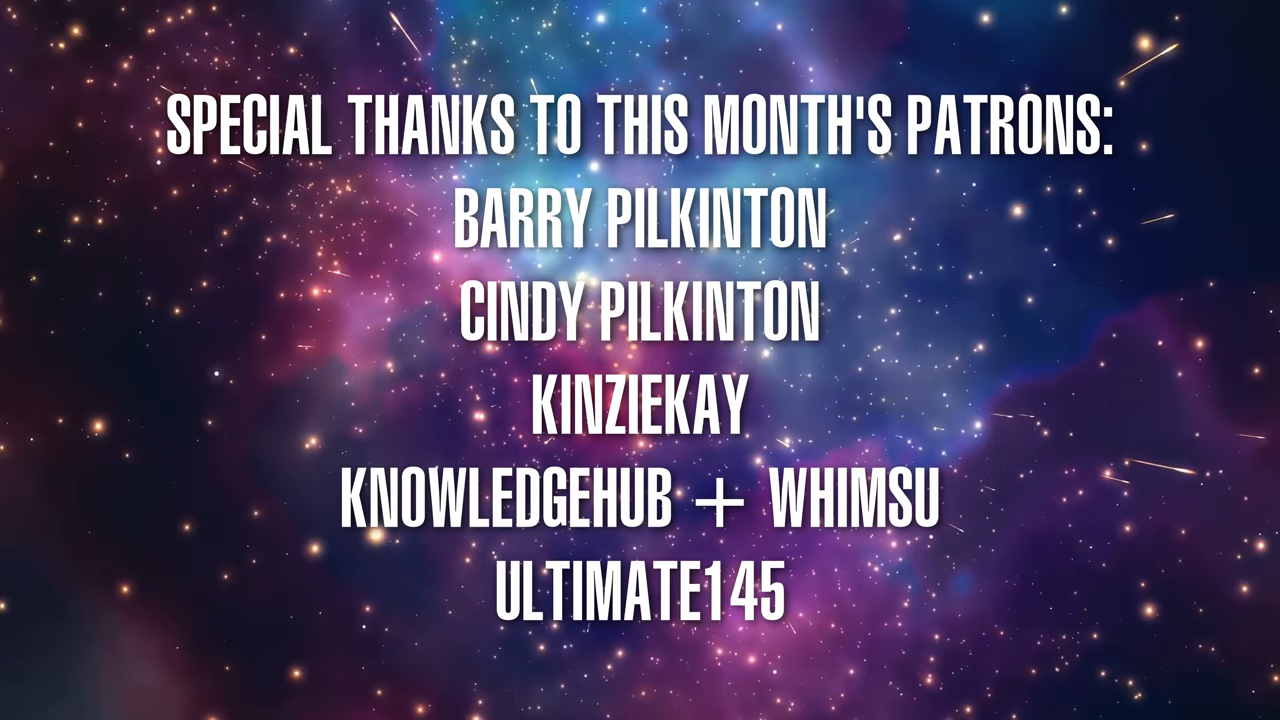 SPECIAL THANKS TO THIS MONTH'S PATRONS:
BARRY PILKINTON
CINDY PILKINTON
KINZIEKAY
KNOWLEDGEHUB + WHIMSU
ULTIMATE145